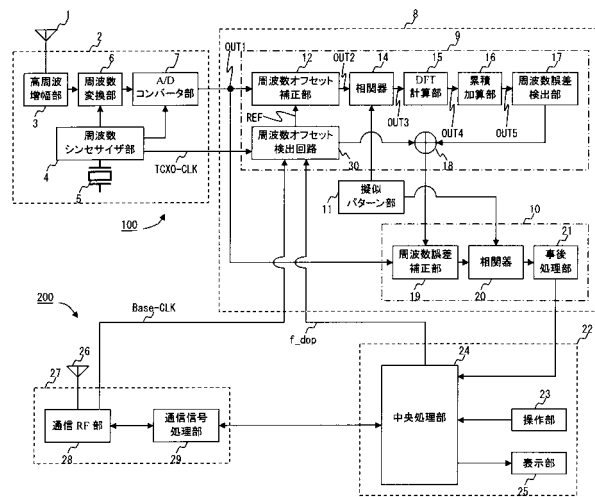 1
2
8
高周波
増幅部
3
6
周波数
変換部
7
A/D
コンバータ部
OUT1
9
12
周波数オフセット
補正部
OUT2
14
相関器
OUT3
15
DFT
計算部
OUT4
16
累積
加算部
OUT5
17
周波数誤差
検出部
REF
周波数
シンセサイザ部
4
5
TCXO-CLK
周波数オフセット
検出回路
30
18
100
擬似
パターン部
11
10
周波数誤差
補正部
19
相関器
20
21
事後
処理部
200
Base-CLK
f_dop
22
26
27
通信RF部
28
通信信号
処理部
29
24
中央処理部
23
操作部
表示部
25